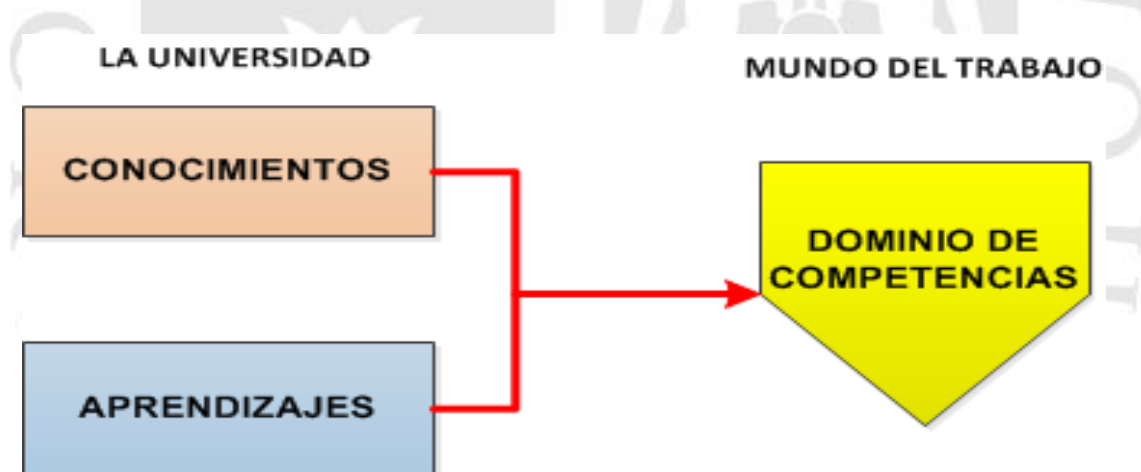 LA UNIVERSIDAD
MUNDO DEL TRABAJO
CONOCIMIENTOS
DOMINIO DE
COMPETENCIAS
APRENDIZAJES